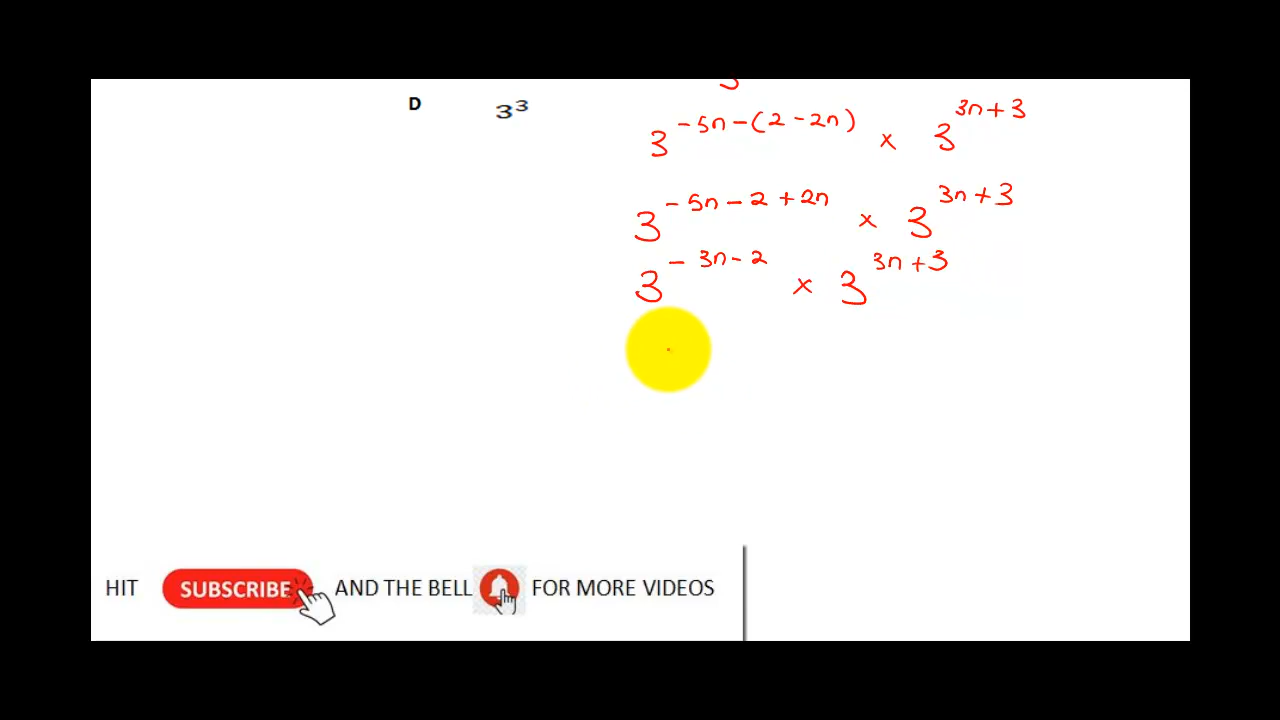 D 3³
3^{-5n-(2-2n)} × 3^{3n+3}
3^{-5n-2+2n} × 3^{3n+3}
3^{-3n-2} × 3^{3n+3}
HIT SUBSCRIBE AND THE BELL FOR MORE VIDEOS